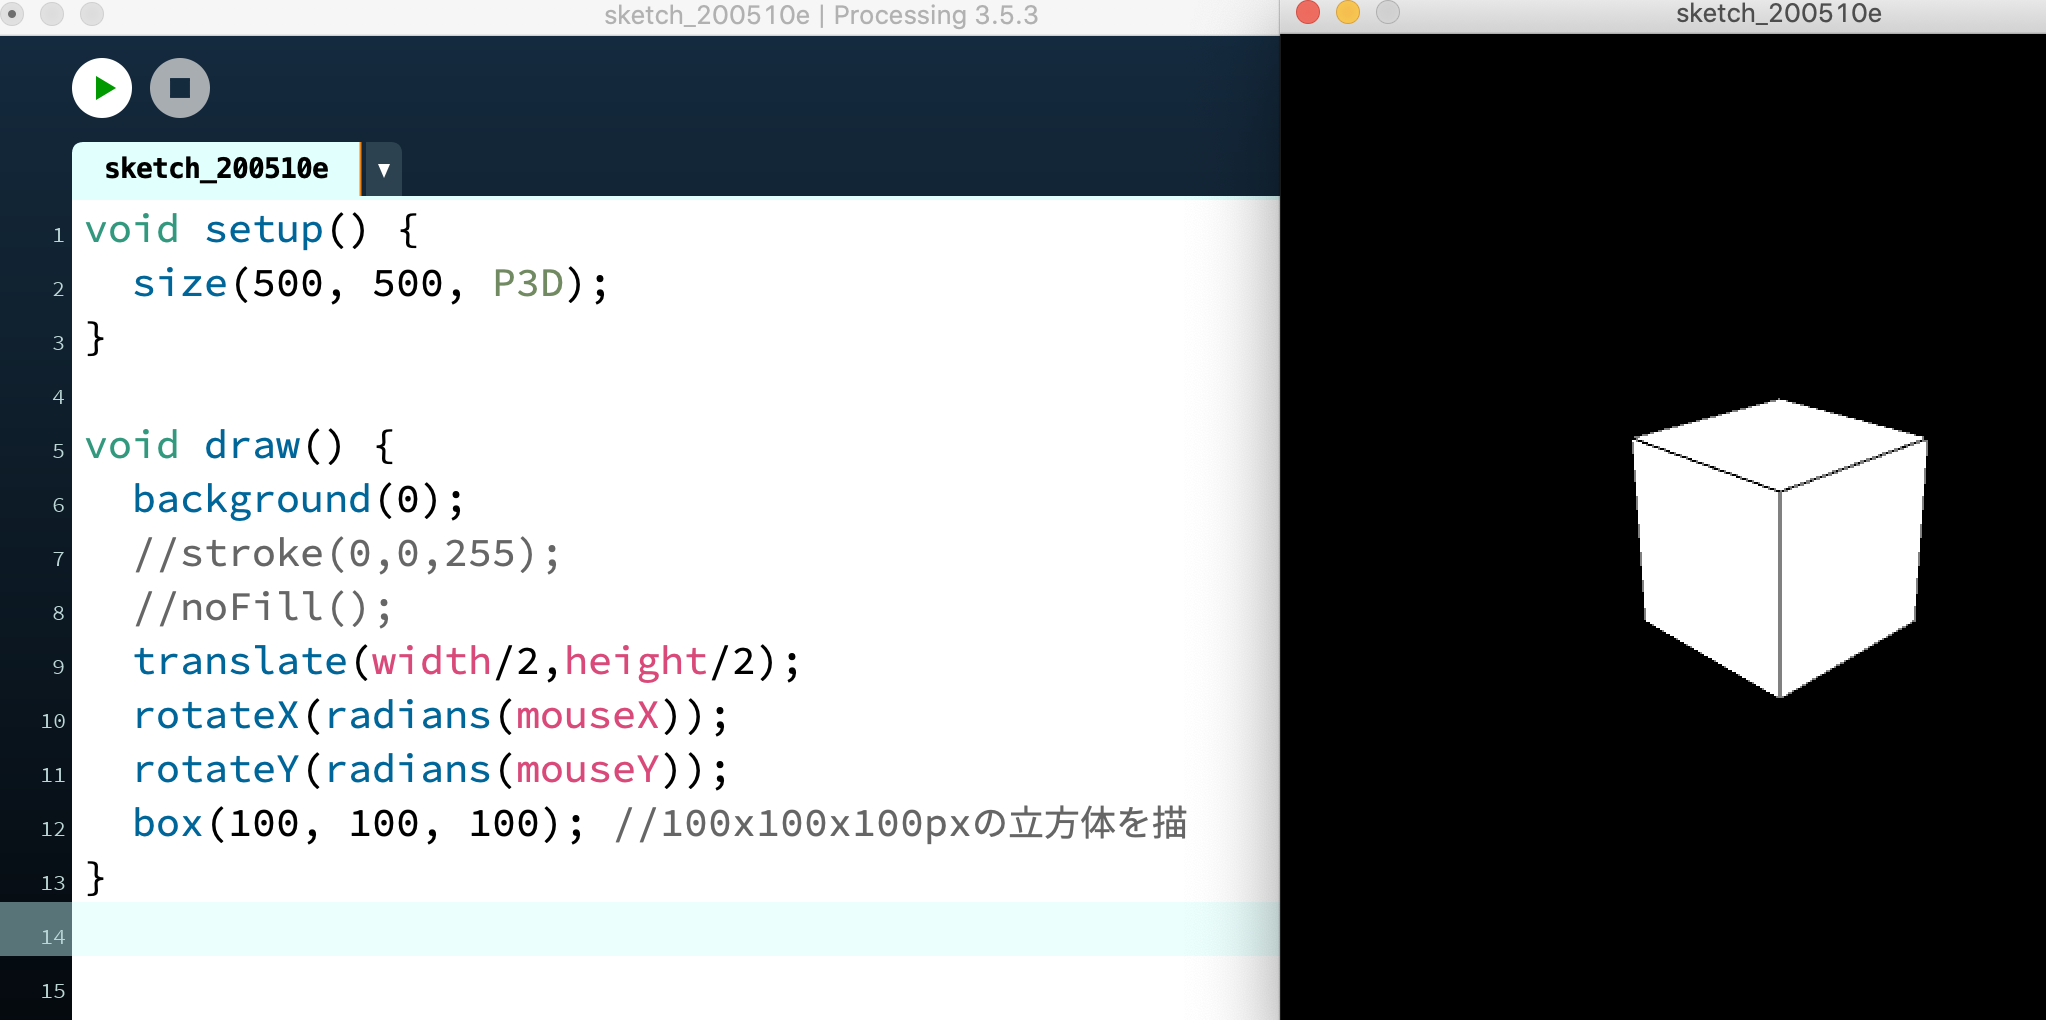 sketch_200510e | Processing 3.5.3
sketch_200510e
sketch_200510e
1 void setup() {
2   size(500, 500, P3D);
3 }
4
5 void draw() {
6   background(0);
7   //stroke(0,0,255);
8   //noFill();
9   translate(width/2,height/2);
10   rotateX(radians(mouseX));
11   rotateY(radians(mouseY));
12   box(100, 100, 100); //100x100x100pxの立方体を描
13 }
14
15